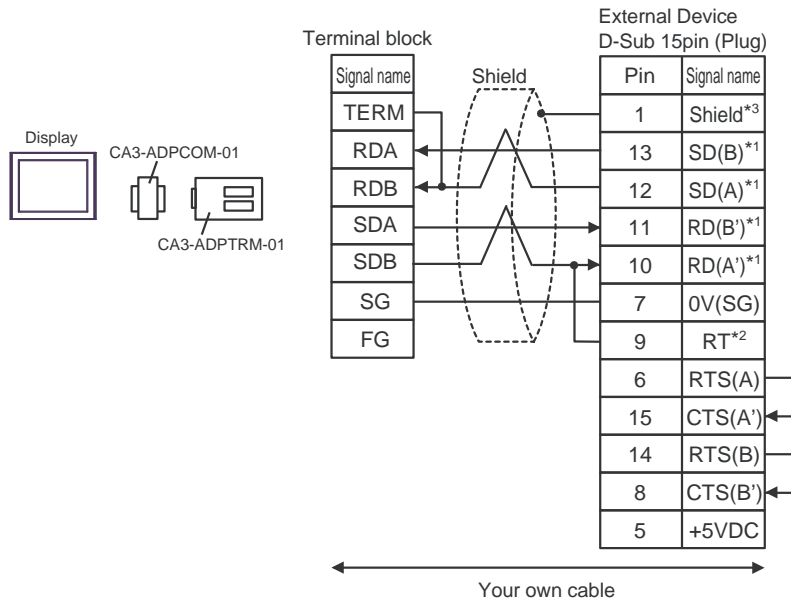 External Device
Terminal block
D-Sub 15pin (Plug)
Signal name
Shield
Pin
Signal name
TERM
1
Shield*3
Display
CA3-ADPCOM-01
RDA
13
SD(B)*1
RDB
12
SD(A)*1
SDA
11
RD(B')*1
CA3-ADPTRM-01
SDB
10
RD(A')*1
SG
7
0V(SG)
FG
9
RT*2
6
RTS(A)
15
CTS(A')
14
RTS(B)
8
CTS(B')
5
+5VDC
Your own cable